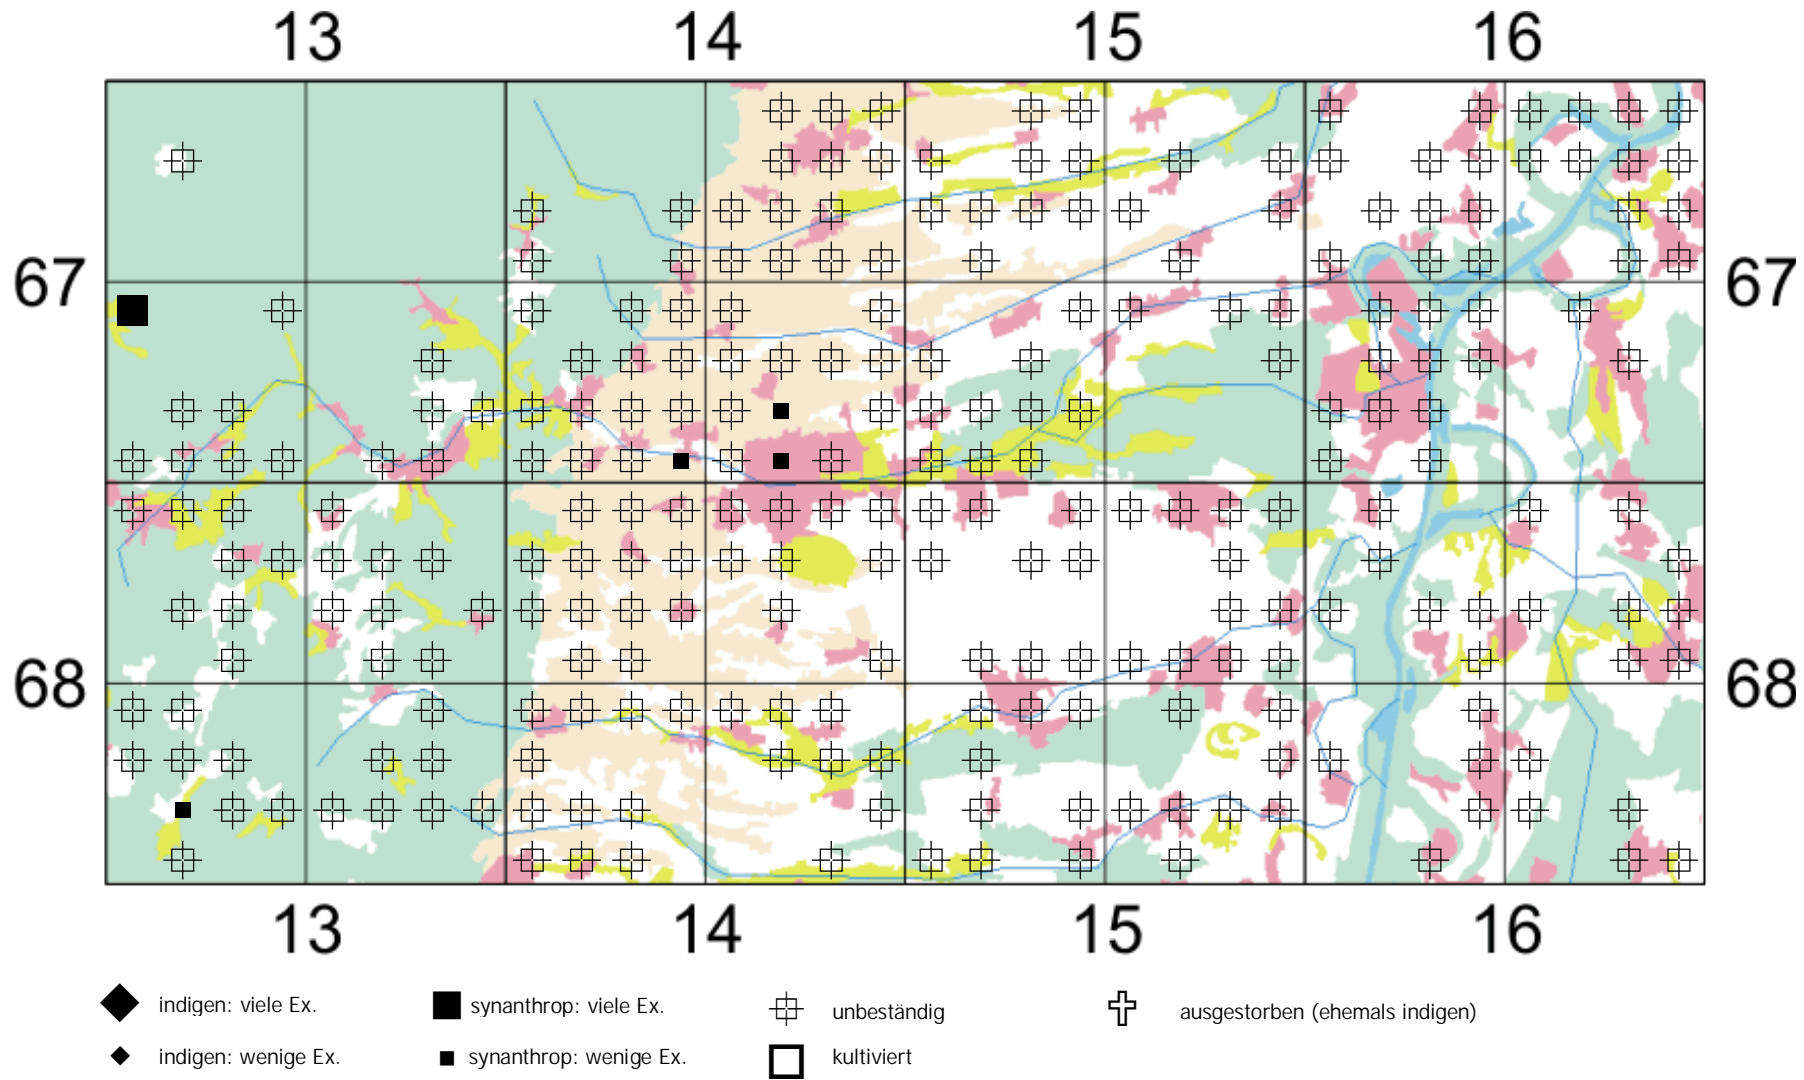 13 14 15 16
67 67
68 68
13 14 15 16
indigen: viele Ex. synanthrop: viele Ex. unbeständig ausgestorben (ehemals indigen)
indigen: wenige Ex. synanthrop: wenige Ex. kultiviert